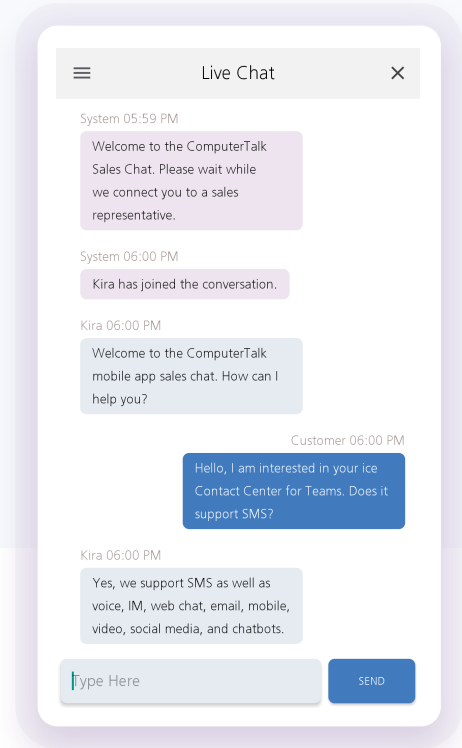 Live Chat
System 05:59 PM
Welcome to the ComputerTalk
Sales Chat. Please wait while
we connect you to a sales
representative.
System 06:00 PM
Kira has joined the conversation.
Kira 06:00 PM
Welcome to the ComputerTalk
mobile app sales chat. How can I
help you?
Customer 06:00 PM
Hello, I am interested in your ice
Contact Center for Teams. Does it
support SMS?
Kira 06:00 PM
Yes, we support SMS as well as
voice, IM, web chat, email, mobile,
video, social media, and chatbots.
Type Here
SEND